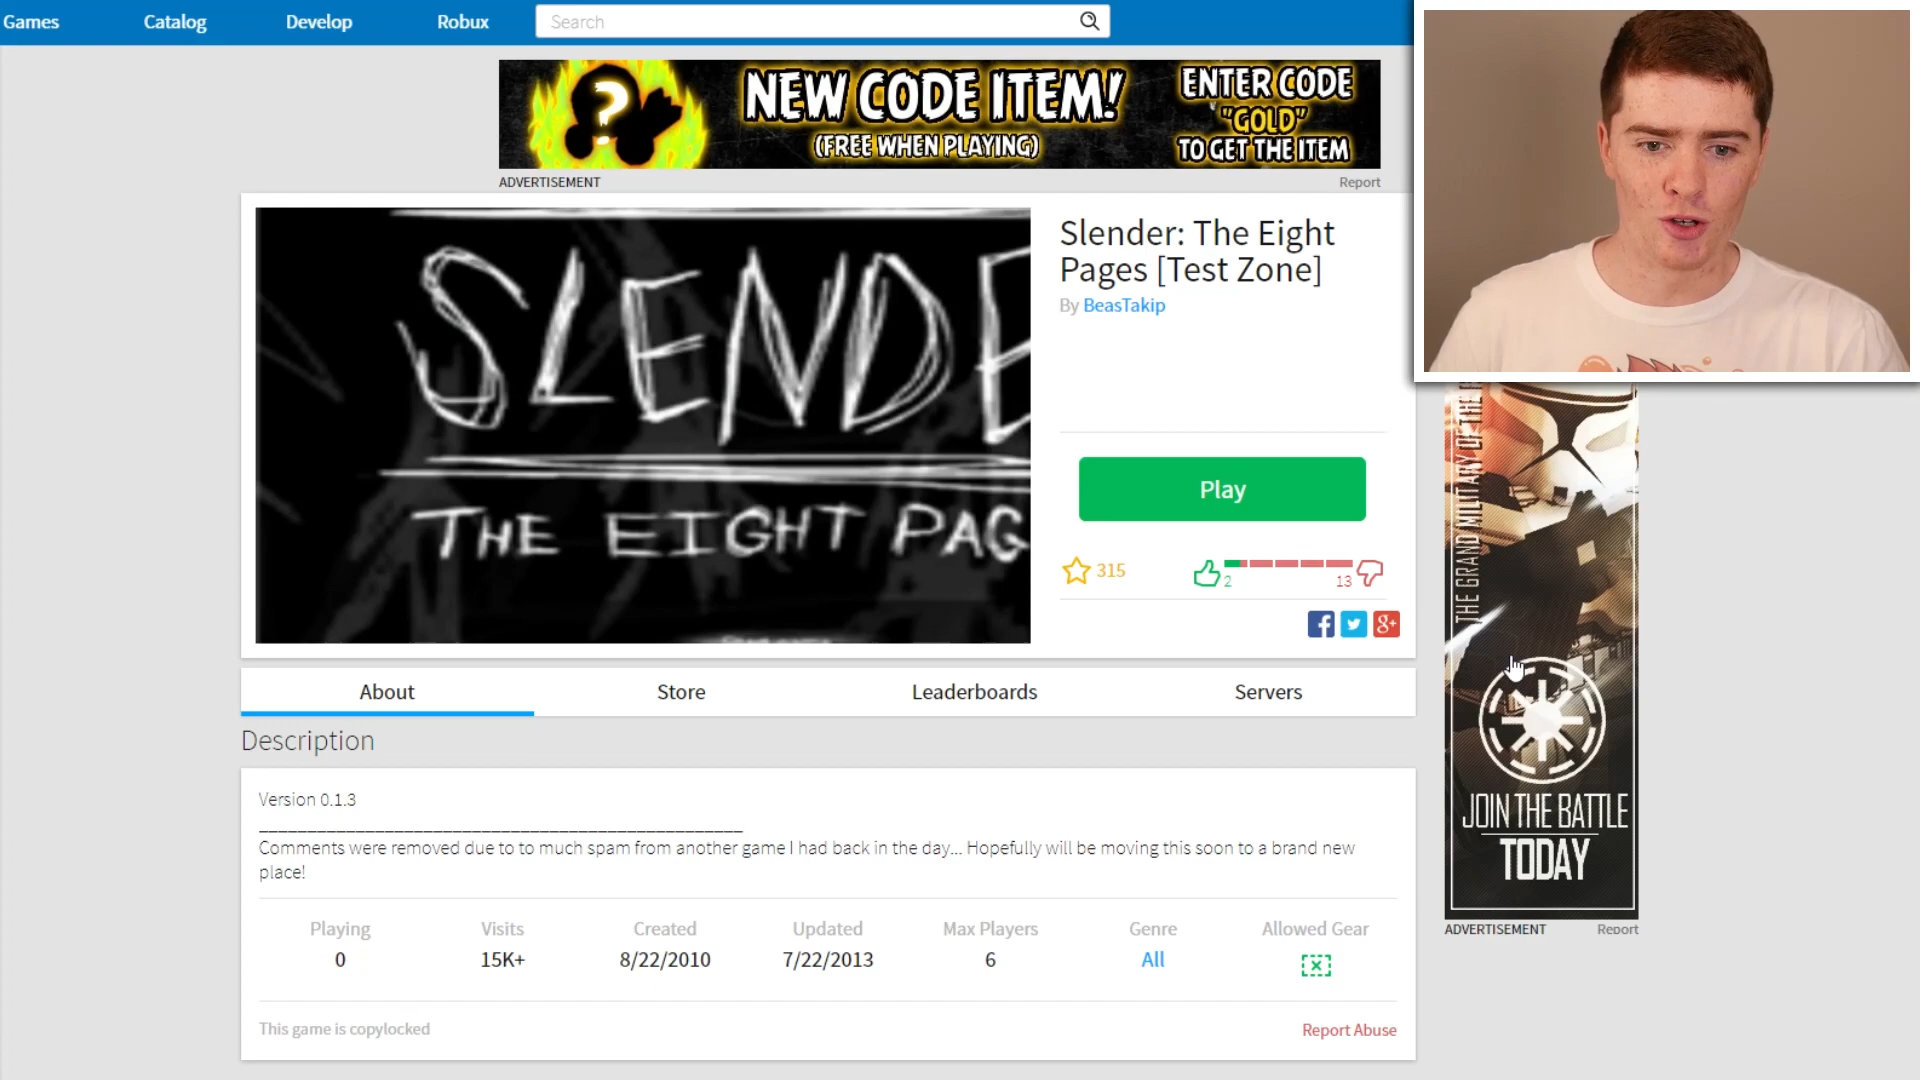 Games
Catalog
Develop
Robux
Search
?
NEW CODE ITEM!
(FREE WHEN PLAYING)
ENTER CODE
"GOLD"
TO GET THE ITEM
ADVERTISEMENT
Report
SLENDE
THE EIGHT PAG
Slender: The Eight
Pages [Test Zone]
By BeasTakip
Play
315
2
13
f
g+
About
Store
Leaderboards
Servers
Description
Version 0.1.3
Comments were removed due to to much spam from another game I had back in the day... Hopefully will be moving this soon to a brand new
place!
Playing
Visits
Created
Updated
Max Players
Genre
Allowed Gear
0
15K+
8/22/2010
7/22/2013
6
All
This game is copylocked
Report Abuse
THE GRAND MILITARY OF THE
JOIN THE BATTLE
TODAY
ADVERTISEMENT
Report